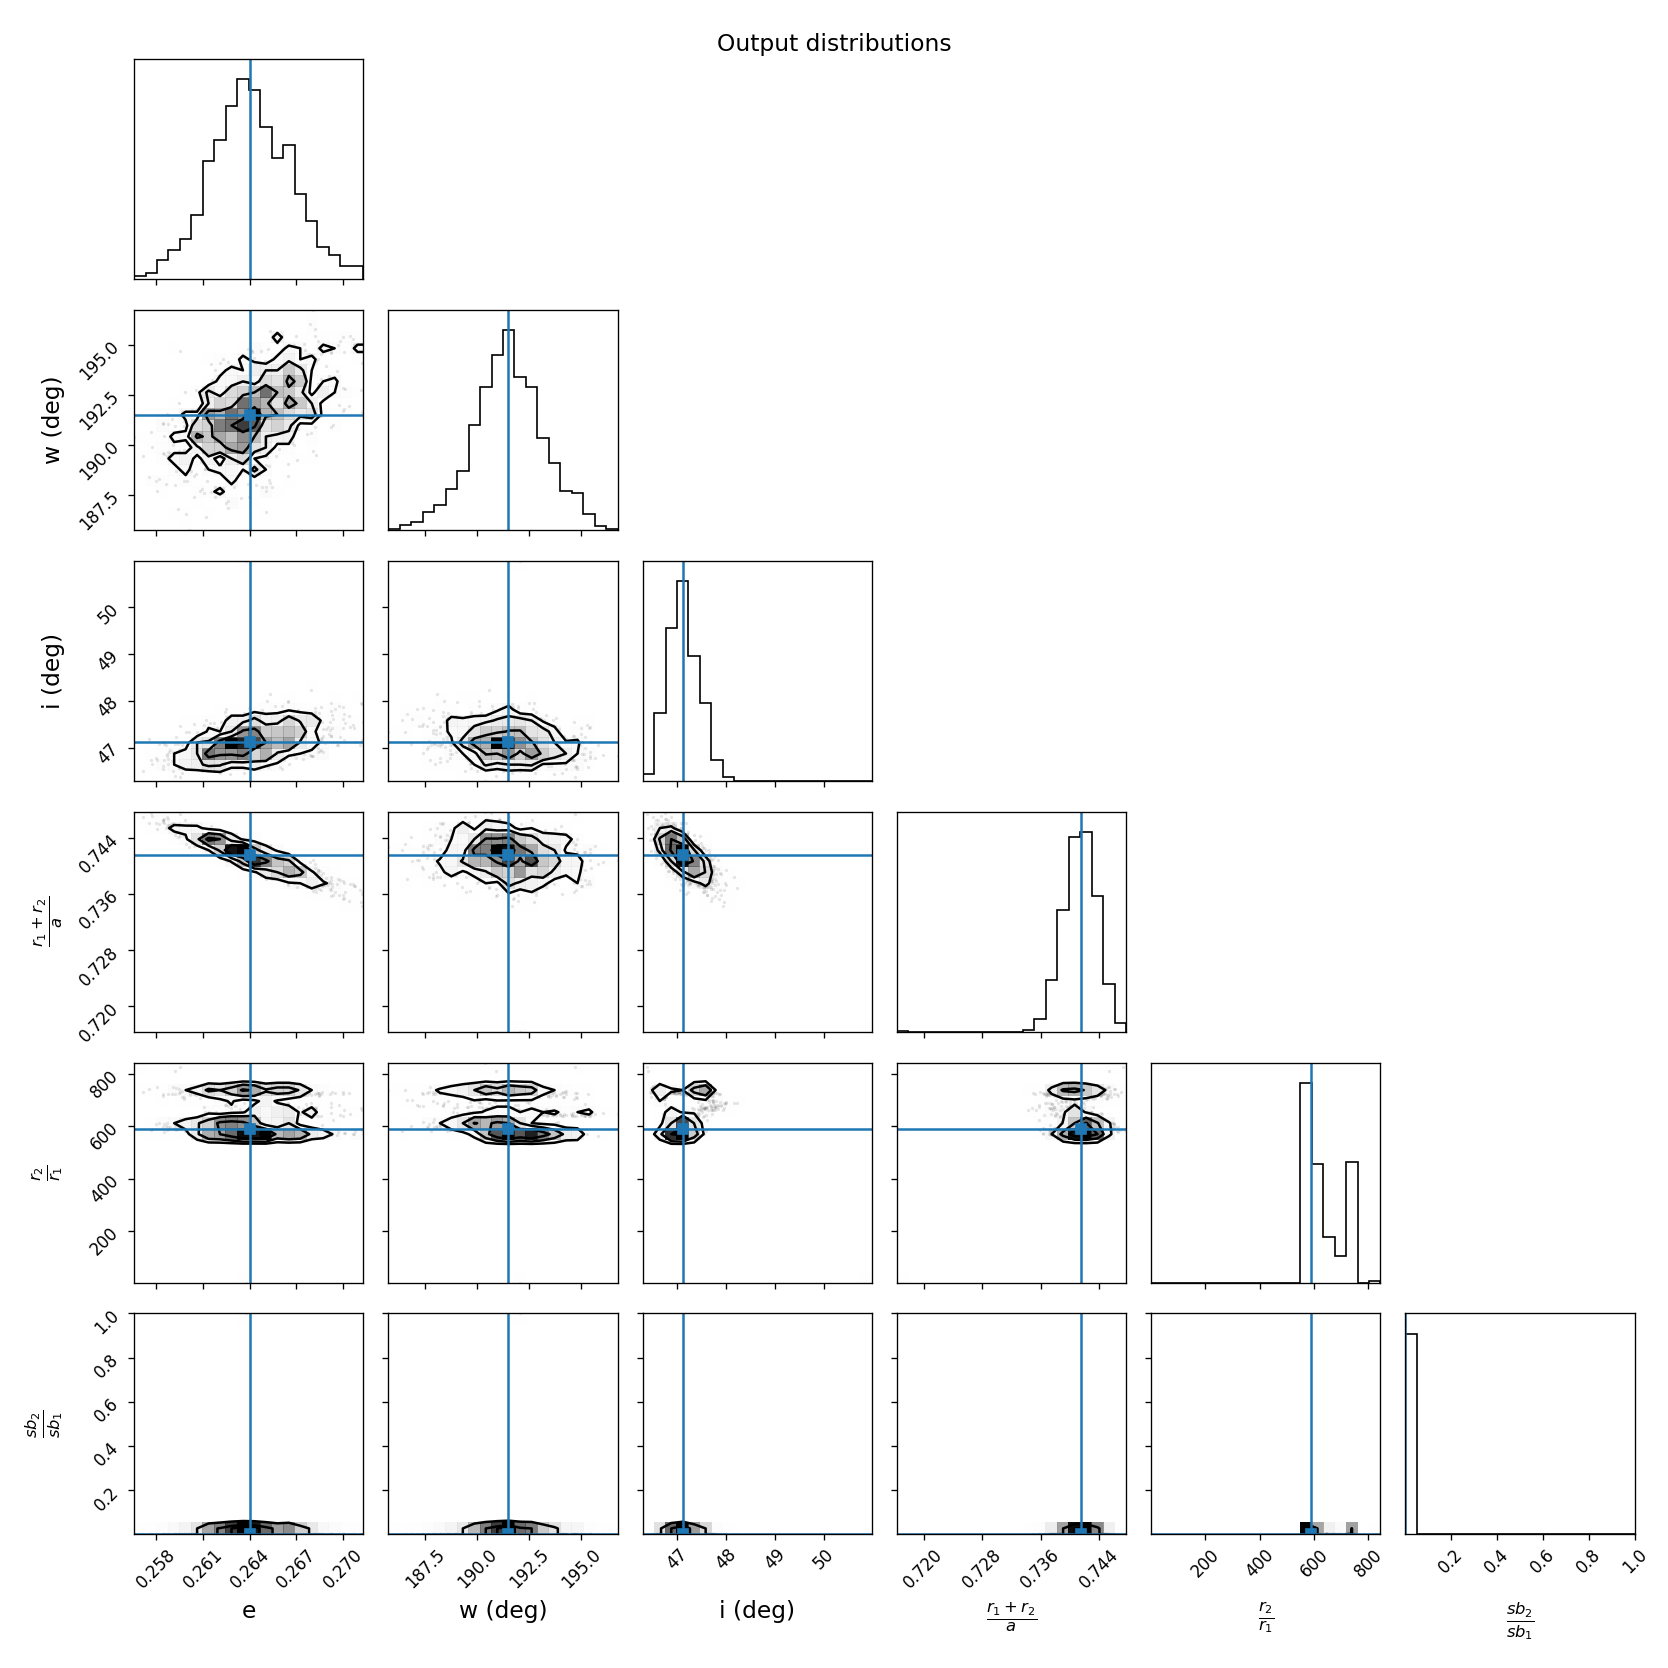 Output distributions
195.0
192.5
190.0
187.5
w (deg)
50
49
48
47
i (deg)
0.744
0.736
0.728
0.720
r₁ + r₂
a
800
600
400
200
r₂
r₁
1.0
0.8
0.6
0.4
0.2
sb₂
sb₁
0.258 0.261 0.264 0.267 0.270
187.5 190.0 192.5 195.0
47 48 49 50
0.720 0.728 0.736 0.744
200 400 600 800
0.2 0.4 0.6 0.8 1.0
e
w (deg)
i (deg)
r₁ + r₂
a
r₂
r₁
sb₂
sb₁